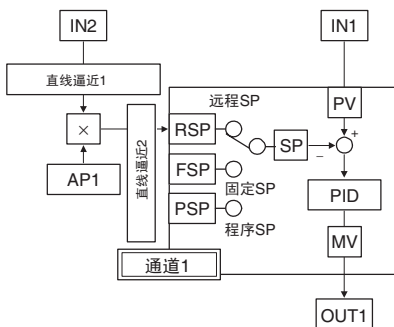 IN2
IN1
直线逼近1
远程SP
PV
×
直线逼近2
RSP
SP
+
−
AP1
FSP
固定SP
PID
PSP
程序SP
MV
通道1
OUT1